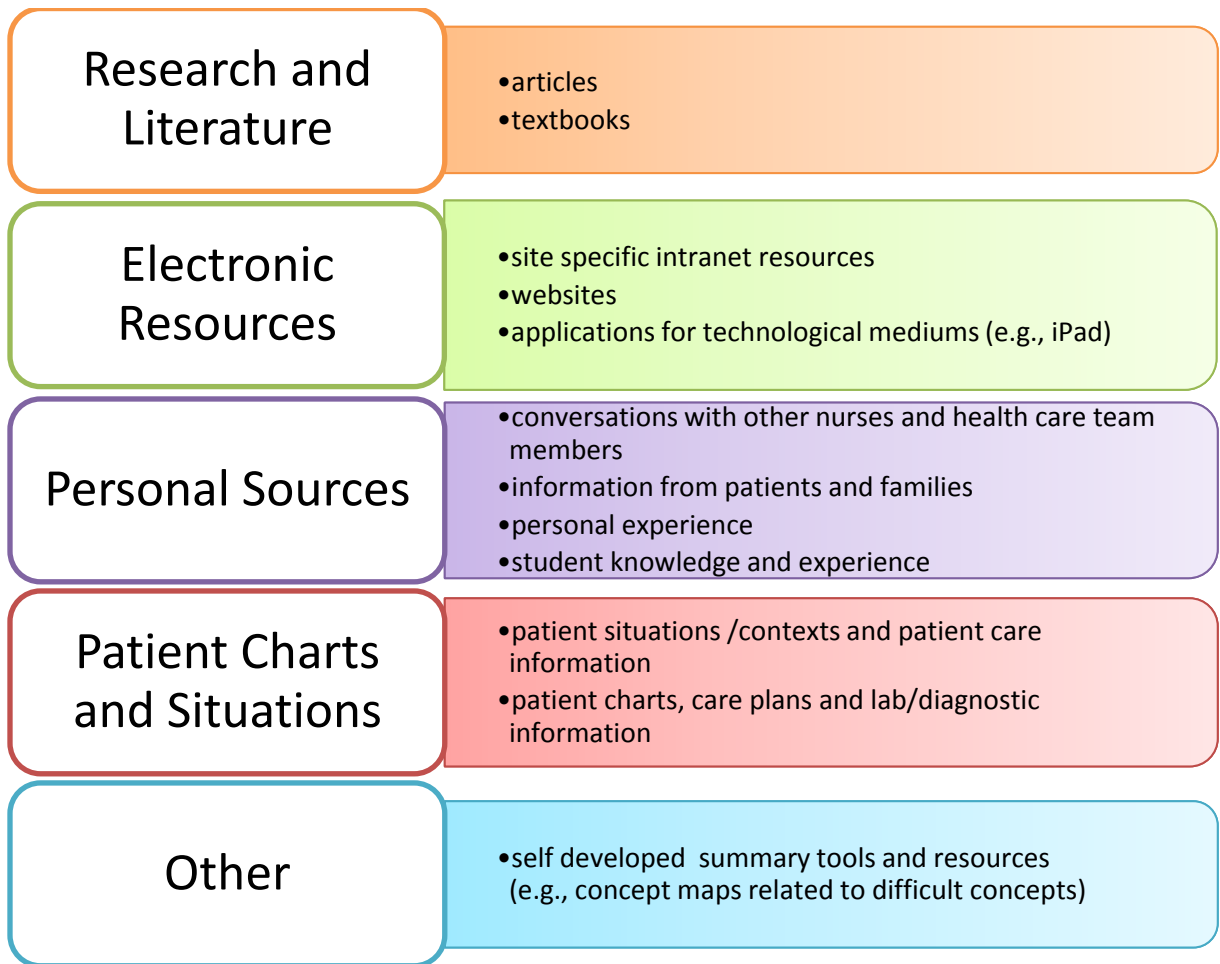 Research and
Literature
•articles
•textbooks
Electronic
Resources
•site specific intranet resources
•websites
•applications for technological mediums (e.g., iPad)
Personal Sources
•conversations with other nurses and health care team
members
•information from patients and families
•personal experience
•student knowledge and experience
Patient Charts
and Situations
•patient situations /contexts and patient care
information
•patient charts, care plans and lab/diagnostic
information
Other
•self developed  summary tools and resources
(e.g., concept maps related to difficult concepts)